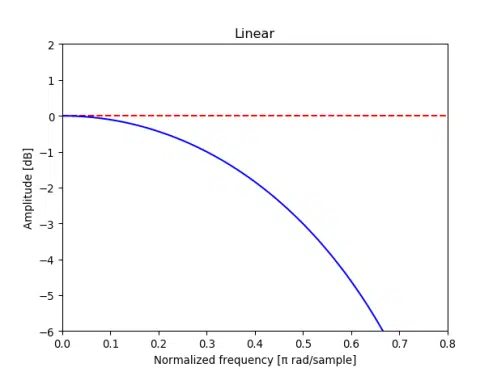 Linear
2
1
0
−1
−2
−3
−4
−5
−6
Amplitude [dB]
0.0 0.1 0.2 0.3 0.4 0.5 0.6 0.7 0.8
Normalized frequency [π rad/sample]